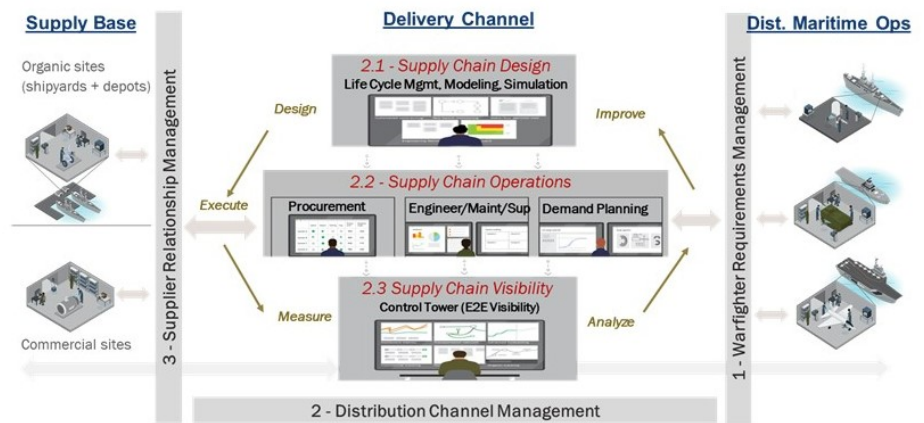 Supply Base
Delivery Channel
Dist. Maritime Ops
Organic sites
(shipyards + depots)
Commercial sites
3 - Supplier Relationship Management
2.1 - Supply Chain Design
Life Cycle Mgmt, Modeling, Simulation
Design
Improve
2.2 - Supply Chain Operations
Execute
Procurement
Engineer/Maint/Sup
Demand Planning
2.3 Supply Chain Visibility
Control Tower (E2E Visibility)
Measure
Analyze
1 - Warfighter Requirements Management
2 - Distribution Channel Management